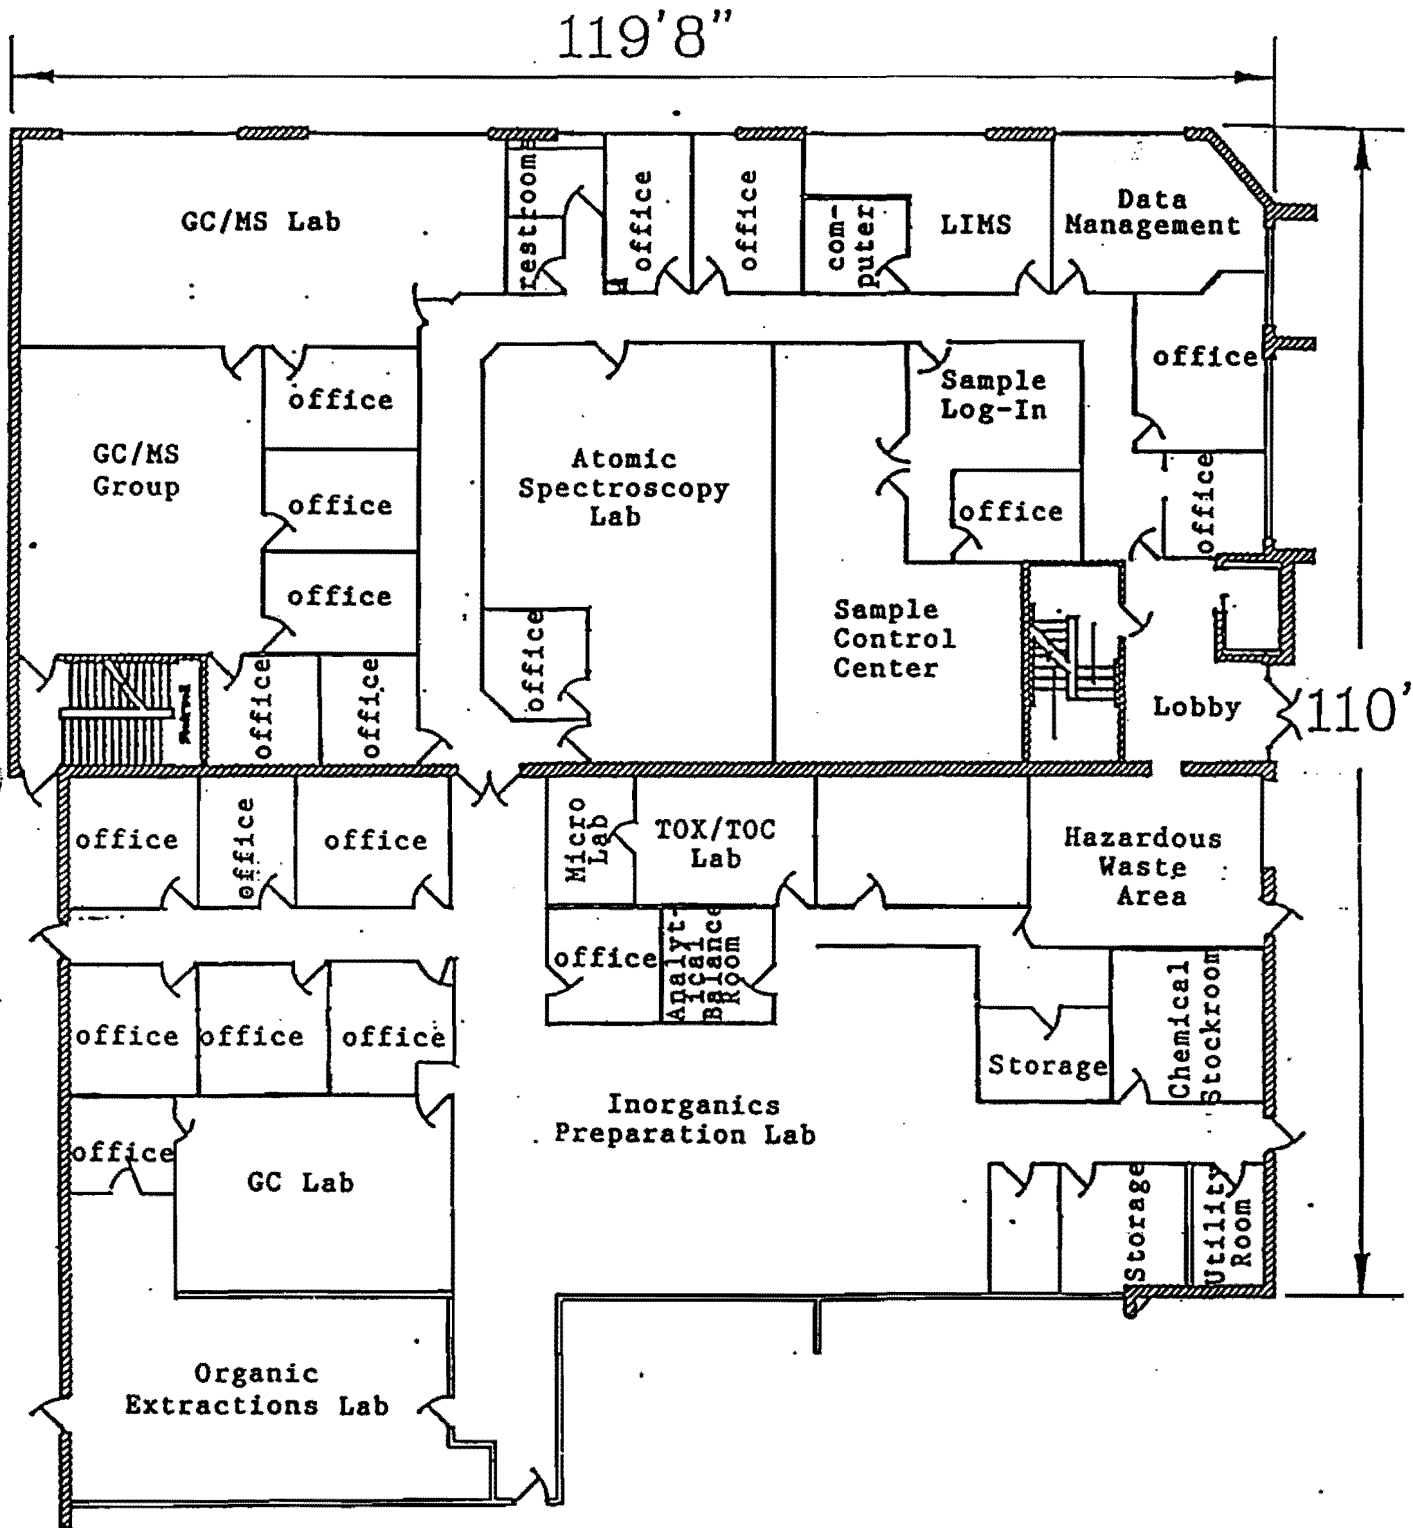 119'8"
GC/MS Lab
restroom
office
office
com-
puter
LIMS
Data
Management
office
office
GC/MS
Group
office
office
Atomic
Spectroscopy
Lab
Sample
Log-In
office
office
office
Sample
Control
Center
office
office
Lobby
110'
office
office
office
Micro
Lab
TOX/TOC
Lab
Hazardous
Waste
Area
office
Analyt-
ical
Balance
Room
Chemical
Stockroom
office
office
office
Storage
Inorganics
Preparation Lab
office
GC Lab
Storage
Utility
Room
Organic
Extractions Lab